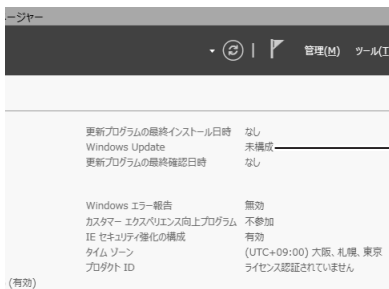 ージャー
管理(M) ツール(T
更新プログラムの最終インストール日時 なし
Windows Update 未構成
更新プログラムの最終確認日時 なし
Windows エラー報告 無効
カスタマー エクスペリエンス向上プログラム 不参加
IE セキュリティ強化の構成 有効
タイム ゾーン (UTC+09:00) 大阪、札幌、東京
プロダクト ID ライセンス認証されていません
(有効)